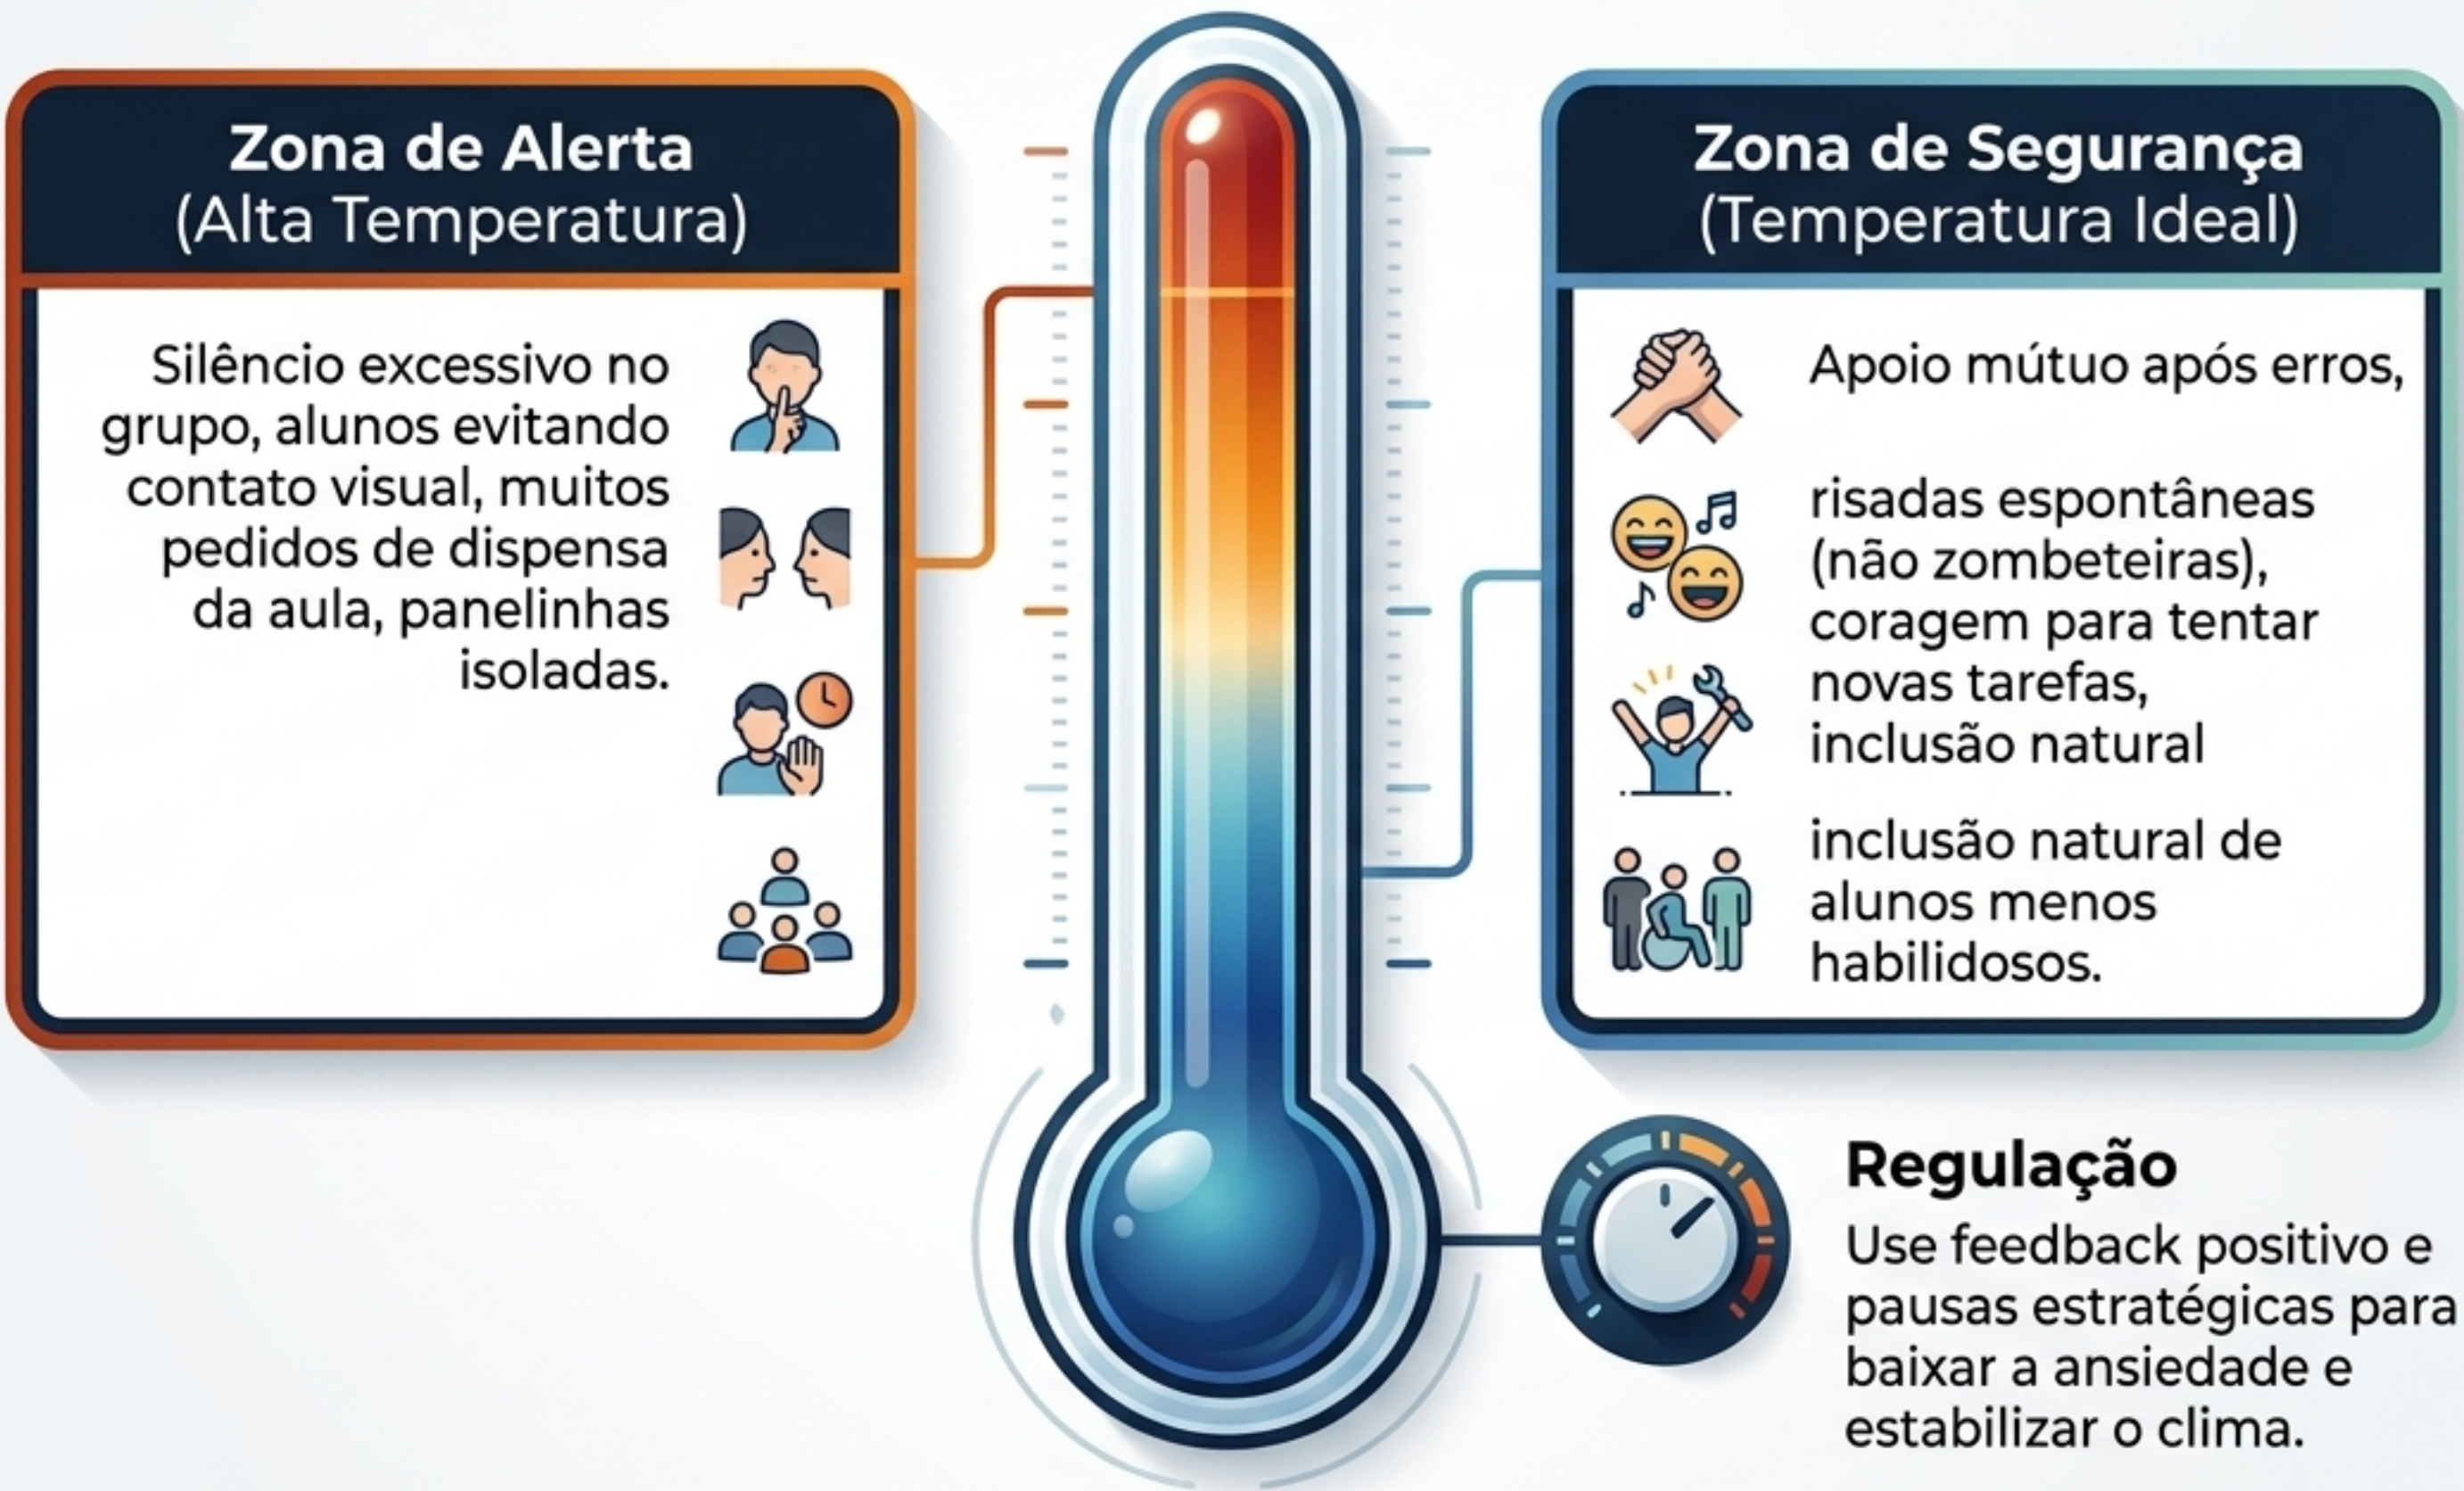 Zona de Alerta
(Alta Temperatura)
Silêncio excessivo no
grupo, alunos evitando
contato visual, muitos
pedidos de dispensa
da aula, panelinhas
isoladas.
Zona de Segurança
(Temperatura Ideal)
Apoio mútuo após erros,
risadas espontâneas
(não zombeteiras),
coragem para tentar
novas tarefas,
inclusão natural
inclusão natural de
alunos menos
habilidosos.
Regulação
Use feedback positivo e
pausas estratégicas para
baixar a ansiedade e
estabilizar o clima.